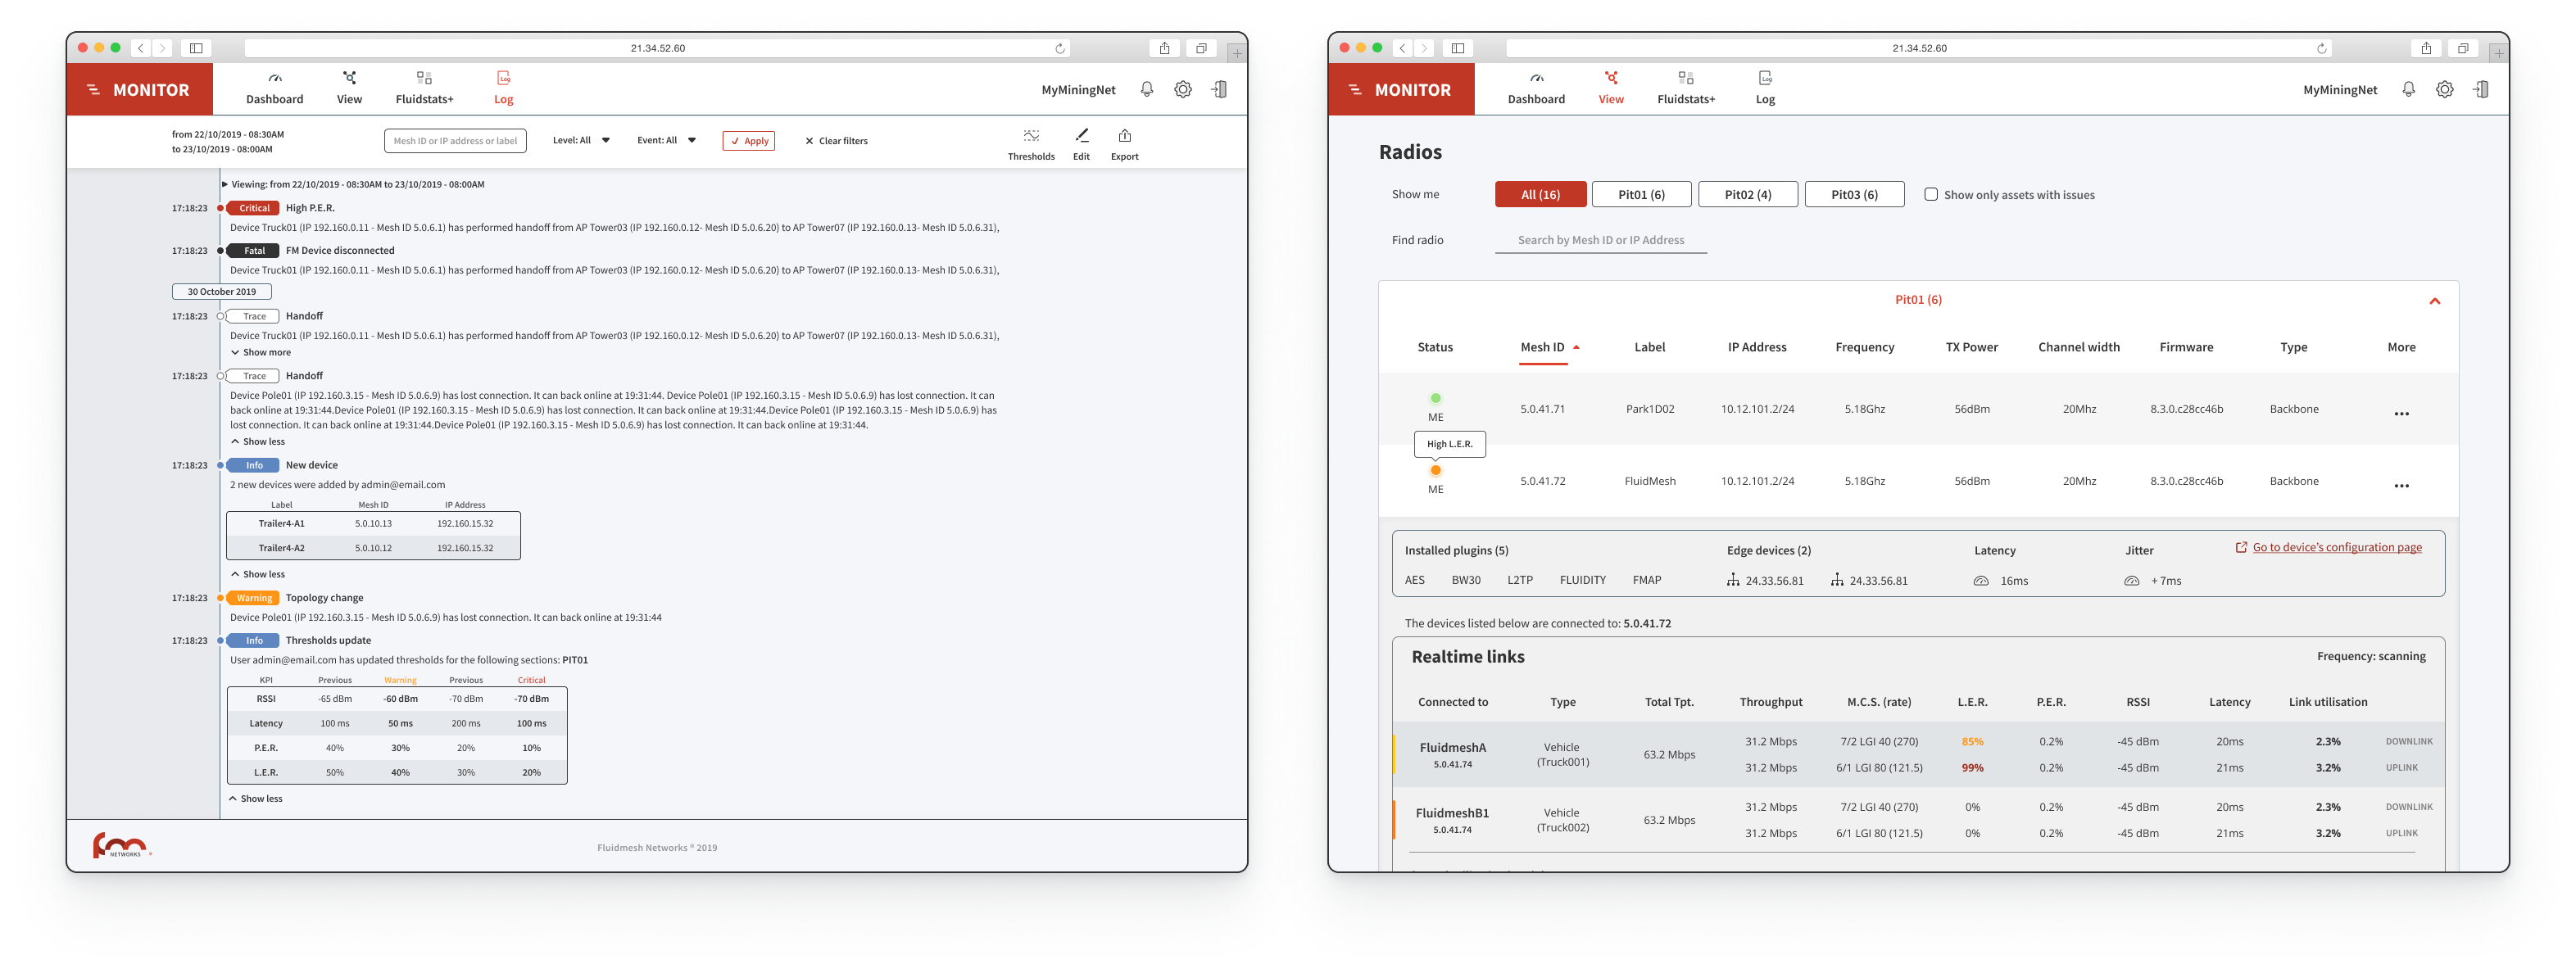 21.34.52.60
MONITOR
Dashboard View Fluidstats+ Log
MyMiningNet
from 22/10/2019 - 08:30AM
to 23/10/2019 - 08:00AM
Mesh ID or IP address or label
Level: All Event: All Apply Clear filters
Thresholds Edit Export
Viewing: from 22/10/2019 - 08:30AM to 23/10/2019 - 08:00AM
17:18:23 Critical High P.E.R.
Device Truck01 (IP 192.160.0.11 - Mesh ID 5.0.6.1) has performed handoff from AP Tower03 (IP 192.160.0.12- Mesh ID 5.0.6.20) to AP Tower07 (IP 192.160.0.13- Mesh ID 5.0.6.31),
17:18:23 Fatal FM Device disconnected
Device Truck01 (IP 192.160.0.11 - Mesh ID 5.0.6.1) has performed handoff from AP Tower03 (IP 192.160.0.12- Mesh ID 5.0.6.20) to AP Tower07 (IP 192.160.0.13- Mesh ID 5.0.6.31),
30 October 2019
17:18:23 Trace Handoff
Device Truck01 (IP 192.160.0.11 - Mesh ID 5.0.6.1) has performed handoff from AP Tower03 (IP 192.160.0.12- Mesh ID 5.0.6.20) to AP Tower07 (IP 192.160.0.13- Mesh ID 5.0.6.31),
Show more
17:18:23 Trace Handoff
Device Pole01 (IP 192.160.3.15 - Mesh ID 5.0.6.9) has lost connection. It can back online at 19:31:44. Device Pole01 (IP 192.160.3.15 - Mesh ID 5.0.6.9) has lost connection. It can
back online at 19:31:44.Device Pole01 (IP 192.160.3.15 - Mesh ID 5.0.6.9) has lost connection. It can back online at 19:31:44.Device Pole01 (IP 192.160.3.15 - Mesh ID 5.0.6.9) has
lost connection. It can back online at 19:31:44.Device Pole01 (IP 192.160.3.15 - Mesh ID 5.0.6.9) has lost connection. It can back online at 19:31:44.
Show less
17:18:23 Info New device
2 new devices were added by admin@email.com
Label Mesh ID IP Address
Trailer4-A1 5.0.10.13 192.160.15.32
Trailer4-A2 5.0.10.12 192.160.15.32
Show less
17:18:23 Warning Topology change
Device Pole01 (IP 192.160.3.15 - Mesh ID 5.0.6.9) has lost connection. It can back online at 19:31:44
17:18:23 Info Thresholds update
User admin@email.com has updated thresholds for the following sections: PIT01
KPI Previous Warning Previous Critical
RSSI -65 dBm -60 dBm -70 dBm -70 dBm
Latency 100 ms 50 ms 200 ms 100 ms
P.E.R. 40% 30% 20% 10%
L.E.R. 50% 40% 30% 20%
Show less
fm NETWORKS
Fluidmesh Networks ® 2019
21.34.52.60
MONITOR
Dashboard View Fluidstats+ Log
MyMiningNet
Radios
Show me All (16) Pit01 (6) Pit02 (4) Pit03 (6) Show only assets with issues
Find radio Search by Mesh ID or IP Address
Pit01 (6)
Status Mesh ID Label IP Address Frequency TX Power Channel width Firmware Type More
ME 5.0.41.71 Park1D02 10.12.101.2/24 5.18Ghz 56dBm 20Mhz 8.3.0.c28cc46b Backbone
High L.E.R.
ME 5.0.41.72 FluidMesh 10.12.101.2/24 5.18Ghz 56dBm 20Mhz 8.3.0.c28cc46b Backbone
Installed plugins (5) Edge devices (2) Latency Jitter Go to device's configuration page
AES BW30 L2TP FLUIDITY FMAP 24.33.56.81 24.33.56.81 16ms + 7ms
The devices listed below are connected to: 5.0.41.72
Realtime links Frequency: scanning
Connected to Type Total Tpt. Throughput M.C.S. (rate) L.E.R. P.E.R. RSSI Latency Link utilisation
FluidmeshA
5.0.41.74
Vehicle
(Truck001)
63.2 Mbps
31.2 Mbps 7/2 LGI 40 (270) 85% 0.2% -45 dBm 20ms 2.3% DOWNLINK
31.2 Mbps 6/1 LGI 80 (121.5) 99% 0.2% -45 dBm 21ms 3.2% UPLINK
FluidmeshB1
5.0.41.74
Vehicle
(Truck002)
63.2 Mbps
31.2 Mbps 7/2 LGI 40 (270) 0% 0.2% -45 dBm 20ms 2.3% DOWNLINK
31.2 Mbps 6/1 LGI 80 (121.5) 0% 0.2% -45 dBm 21ms 3.2% UPLINK